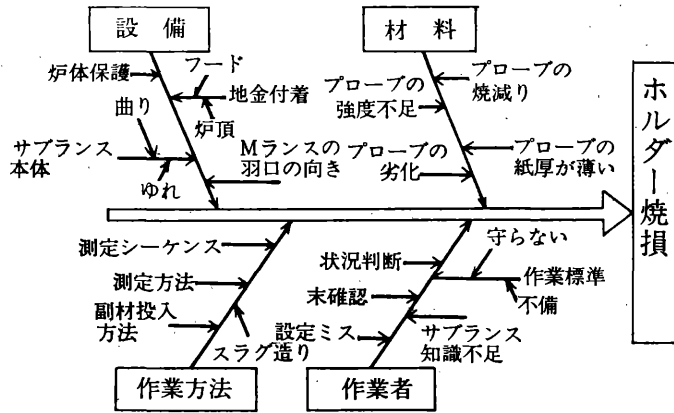 設備
材料
炉体保護
フード
地金付着
炉頂
曲り
サブランス
本体
ゆれ
Mランスの
羽口の向き
プローブの
焼減り
プローブの
強度不足
プローブの
紙厚が薄い
プローブの
劣化
ホルダー焼損
測定シーケンス
測定方法
副材投入
方法
スラグ造り
守らない
状況判断
作業標準
不備
末確認
設定ミス
サブランス
知識不足
作業方法
作業者